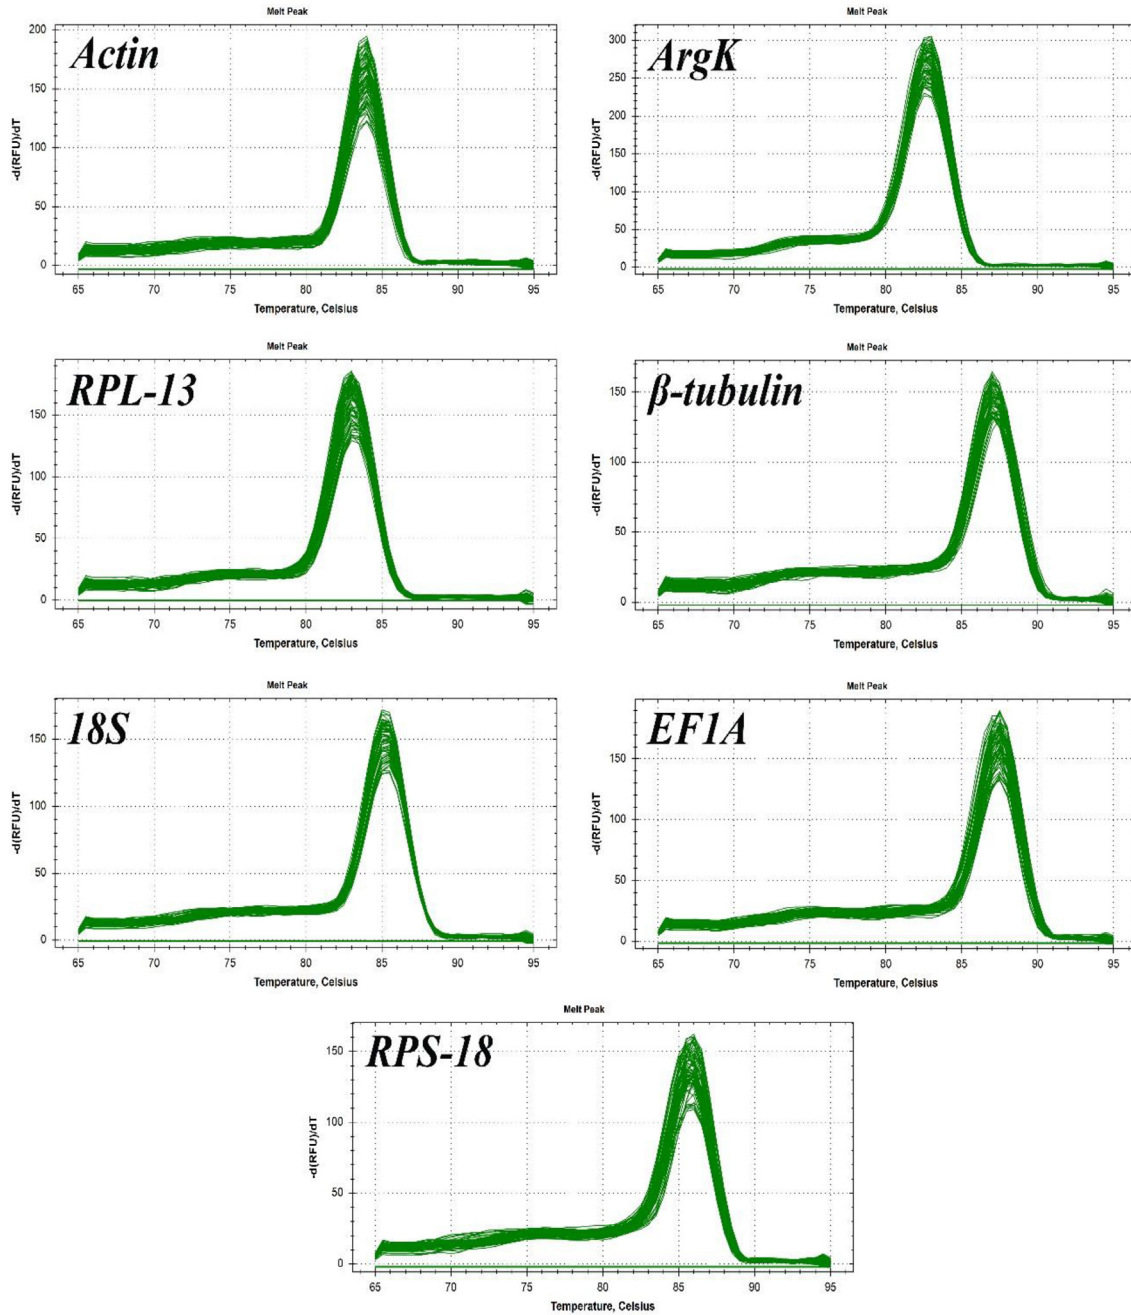 Melt Peak
Actin
-d(RFU)/dT
200
150
100
50
0
65 70 75 80 85 90 95
Temperature, Celsius
Melt Peak
ArgK
-d(RFU)/dT
300
250
200
150
100
50
0
65 70 75 80 85 90 95
Temperature, Celsius
Melt Peak
RPL-13
-d(RFU)/dT
150
100
50
0
65 70 75 80 85 90 95
Temperature, Celsius
Melt Peak
β-tubulin
-d(RFU)/dT
150
100
50
0
65 70 75 80 85 90 95
Temperature, Celsius
Melt Peak
18S
-d(RFU)/dT
150
100
50
0
65 70 75 80 85 90 95
Temperature, Celsius
Melt Peak
EF1A
-d(RFU)/dT
150
100
50
0
65 70 75 80 85 90 95
Temperature, Celsius
Melt Peak
RPS-18
-d(RFU)/dT
150
100
50
0
65 70 75 80 85 90 95
Temperature, Celsius